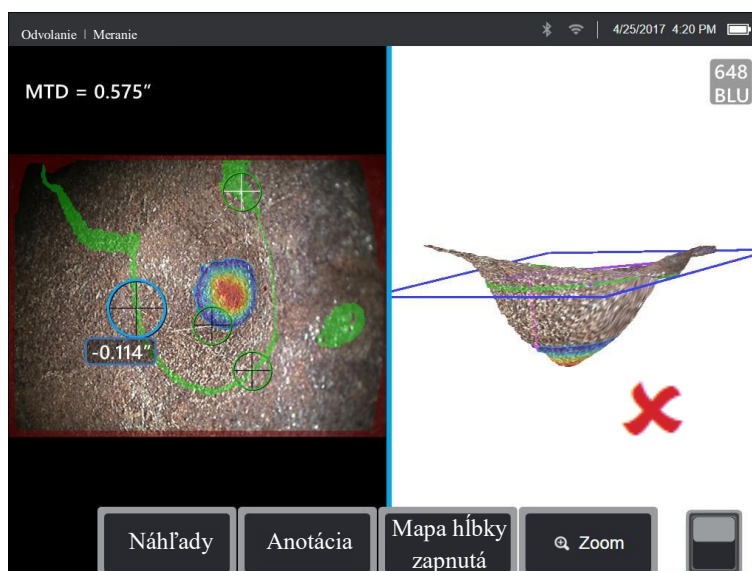 Odvolanie | Meranie
4/25/2017 4:20 PM
MTD = 0.575"
648
BLU
-0.114"
Náhľady
Anotácia
Mapa hĺbky
zapnutá
Zoom